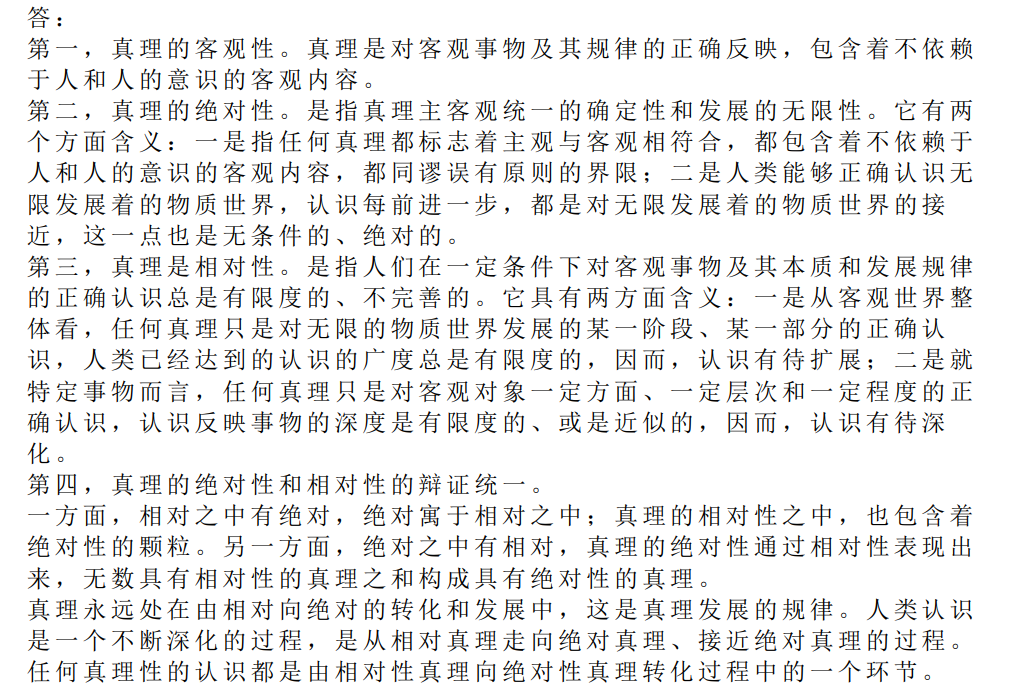 答：
第一，真理的客观性。真理是对客观事物及其规律的正确反映，包含着不依赖
于人和人的意识的客观内容。
第二，真理的绝对性。是指真理主客观统一的确定性和发展的无限性。它有两
个方面含义：一是指任何真理都标志着主观与客观相符合，都包含着不依赖于
人和人的意识的客观内容，都同谬误有原则的界限；二是人类能够正确认识无
限发展着的物质世界，认识每前进一步，都是对无限发展着的物质世界的接
近，这一点也是无条件的、绝对的。
第三，真理是相对性。是指人们在一定条件下对客观事物及其本质和发展规律
的正确认识总是有限度的、不完善的。它具有两方面含义：一是从客观世界整
体看，任何真理只是对无限的物质世界发展的某一阶段、某一部分的正确认
识，人类已经达到的认识的广度总是有限度的，因而，认识有待扩展；二是就
特定事物而言，任何真理只是对客观对象一定方面、一定层次和一定程度的正
确认识，认识反映事物的深度是有限度的、或是近似的，因而，认识有待深
化。
第四，真理的绝对性和相对性的辩证统一。
一方面，相对之中有绝对，绝对寓于相对之中；真理的相对性之中，也包含着
绝对性的颗粒。另一方面，绝对之中有相对，真理的绝对性通过相对性表现出
来，无数具有相对性的真理之和构成具有绝对性的真理。
真理永远处在由相对向绝对的转化和发展中，这是真理发展的规律。人类认识
是一个不断深化的过程，是从相对真理走向绝对真理、接近绝对真理的过程。
任何真理性的认识都是由相对性真理向绝对性真理转化过程中的一个环节。